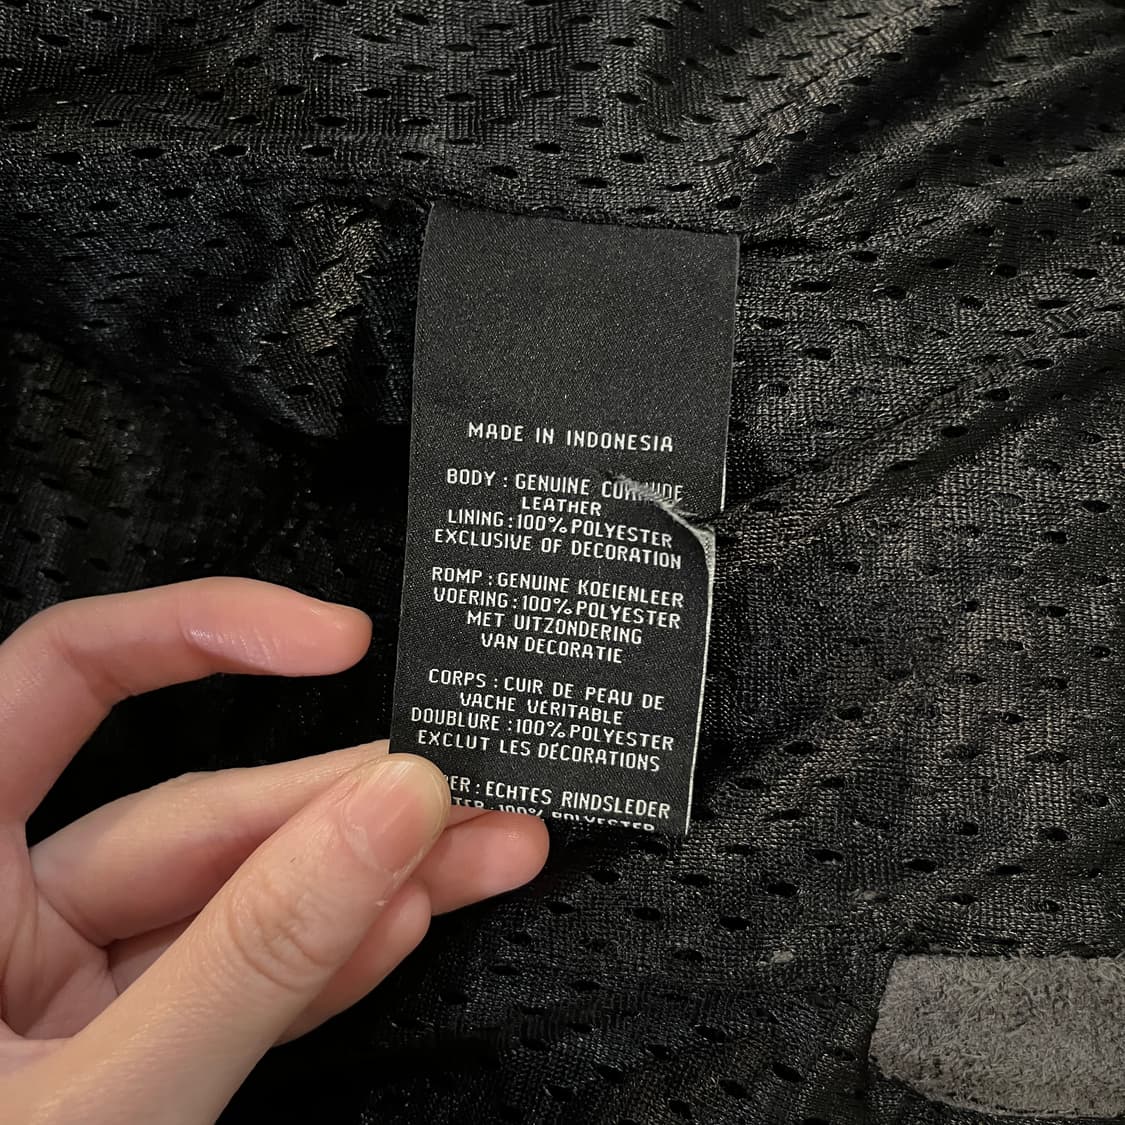 MADE IN INDONESIA
BODY : GENUINE COWHIDE
LEATHER
LINING : 100% POLYESTER
EXCLUSIVE OF DECORATION
ROMP : GENUINE KOEIENLEER
VOERING : 100% POLYESTER
MET UITZONDERING
VAN DECORATIE
CORPS : CUIR DE PEAU DE
VACHE VÉRITABLE
DOUBLURE : 100% POLYESTER
EXCLUT LES DÉCORATIONS
ECHTES RINDSLEDER
100% POLYESTER